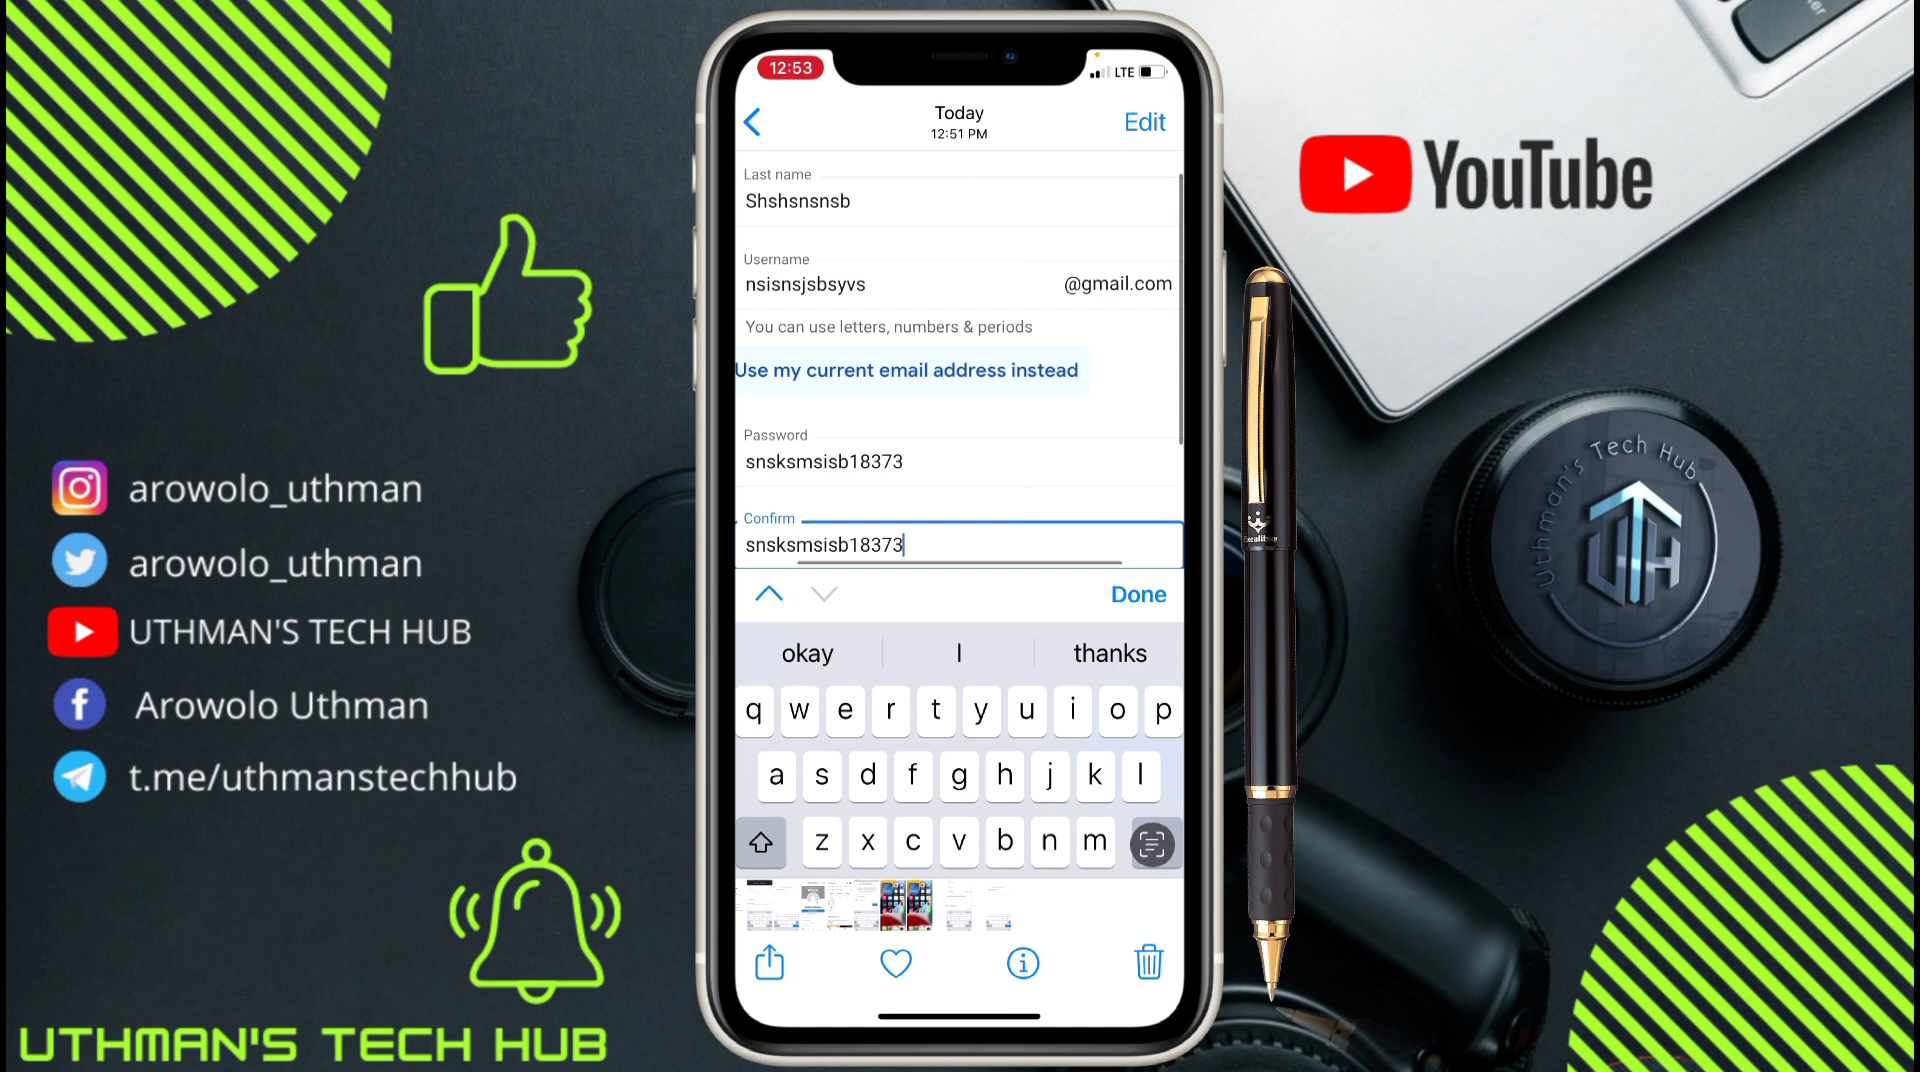 12:53
LTE
Today
12:51 PM
Edit
Last name
Shshsnsnsb
Username
nsisnsjsbsyvs @gmail.com
You can use letters, numbers & periods
Use my current email address instead
Password
snsksmsisb18373
Confirm
snsksmsisb18373
Done
okay I thanks
q w e r t y u i o p
a s d f g h j k l
z x c v b n m
arowolo_uthman
arowolo_uthman
UTHMAN'S TECH HUB
Arowolo Uthman
t.me/uthmanstechhub
UTHMAN'S TECH HUB
YouTube
Excalibur
Uthman's Tech Hub
UTH